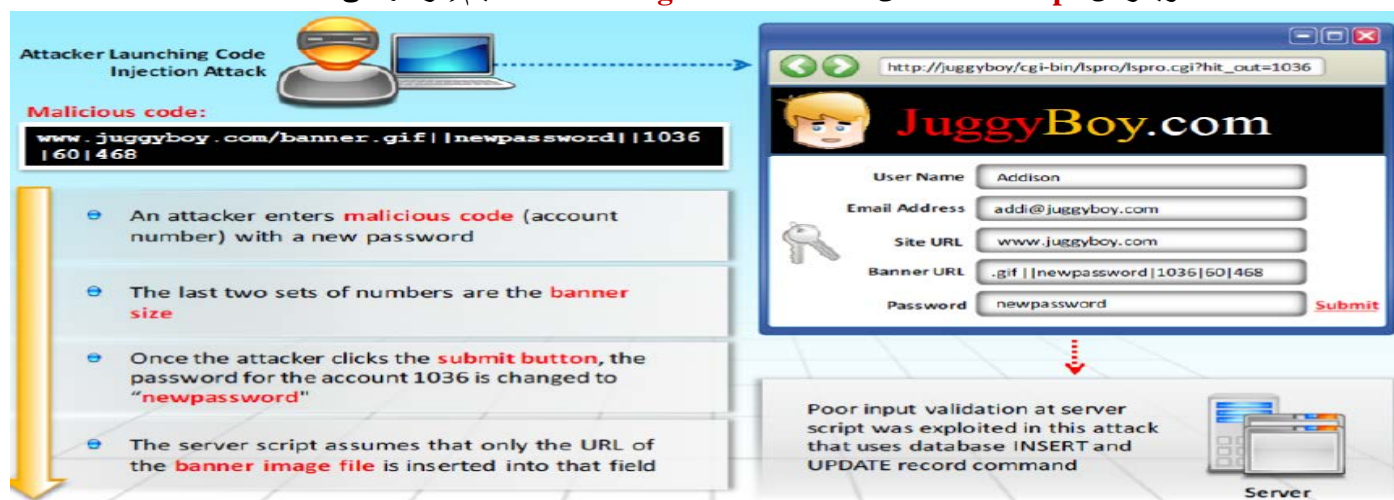 Attacker Launching Code
Injection Attack
Malicious code:
www.juggyboy.com/banner.gif||newpassword||1036
|60|468
An attacker enters malicious code (account
number) with a new password
The last two sets of numbers are the banner
size
Once the attacker clicks the submit button, the
password for the account 1036 is changed to
“newpassword"
The server script assumes that only the URL of
the banner image file is inserted into that field
http://juggyboy/cgi-bin/lspro/lspro.cgi?hit_out=1036
JuggyBoy.com
User Name Addison
Email Address addi@juggyboy.com
Site URL www.juggyboy.com
Banner URL .gif||newpassword|1036|60|468
Password newpassword Submit
Poor input validation at server
script was exploited in this attack
that uses database INSERT and
UPDATE record command
Server